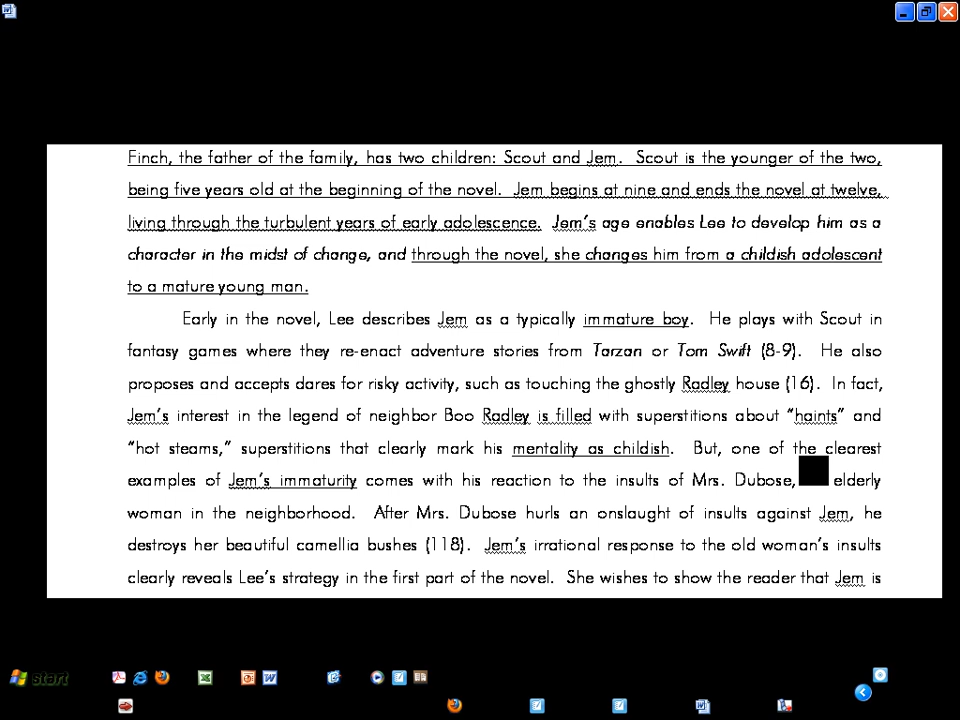 Finch, the father of the family, has two children: Scout and Jem. Scout is the younger of the two,
being five years old at the beginning of the novel. Jem begins at nine and ends the novel at twelve,
living through the turbulent years of early adolescence. Jem's age enables Lee to develop him as a
character in the midst of change, and through the novel, she changes him from a childish adolescent
to a mature young man.
Early in the novel, Lee describes Jem as a typically immature boy. He plays with Scout in
fantasy games where they re-enact adventure stories from Tarzan or Tom Swift (8-9). He also
proposes and accepts dares for risky activity, such as touching the ghostly Radley house (16). In fact,
Jem's interest in the legend of neighbor Boo Radley is filled with superstitions about “haints” and
“hot steams,” superstitions that clearly mark his mentality as childish. But, one of the clearest
examples of Jem's immaturity comes with his reaction to the insults of Mrs. Dubose, elderly
woman in the neighborhood. After Mrs. Dubose hurls an onslaught of insults against Jem, he
destroys her beautiful camellia bushes (118). Jem's irrational response to the old woman's insults
clearly reveals Lee's strategy in the first part of the novel. She wishes to show the reader that Jem is
start